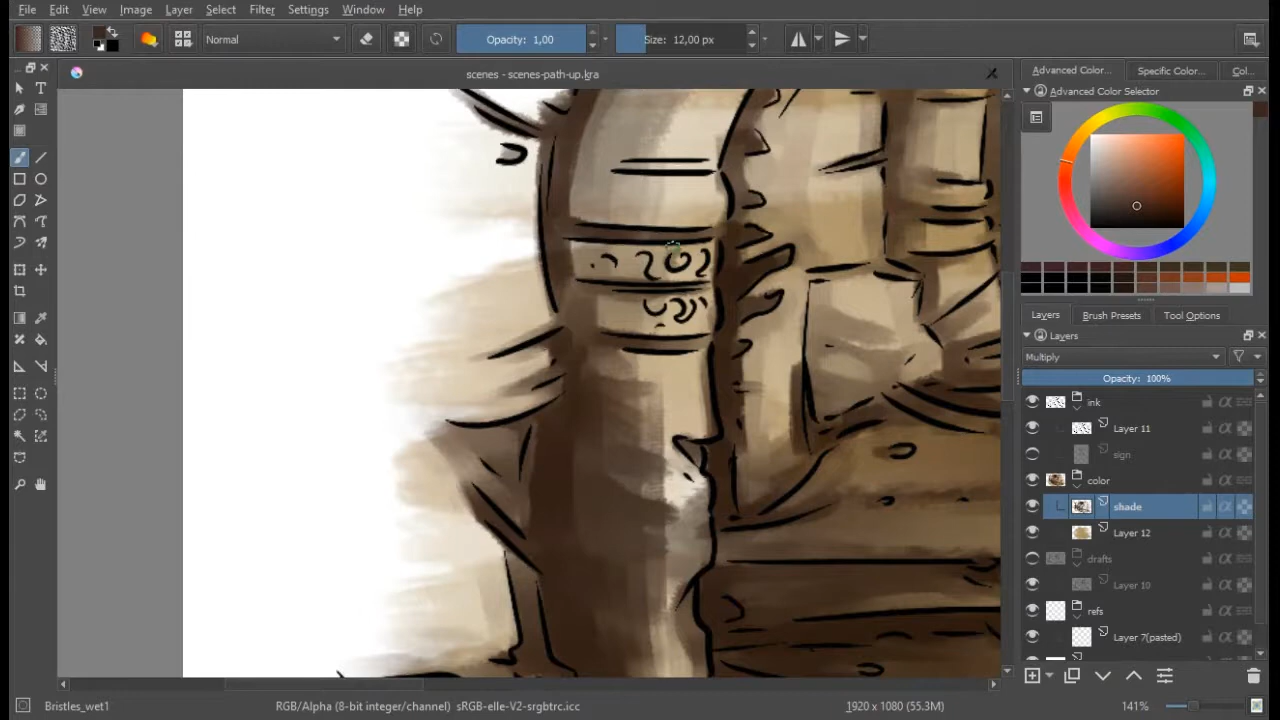 File Edit View Image Layer Select Filter Settings Window Help
Normal Opacity: 1,00 Size: 12,00 px
scenes - scenes-path-up.kra
Advanced Color... Specific Color... Col...
Advanced Color Selector
Layers Brush Presets Tool Options
Layers
Multiply
Opacity: 100%
ink
Layer 11
sign
color
shade
Layer 12
drafts
Layer 10
refs
Layer 7(pasted)
Bristles_wet1 RGB/Alpha (8-bit integer/channel) sRGB-elle-V2-srgbtrc.icc 1920 x 1080 (55.3M) 141%